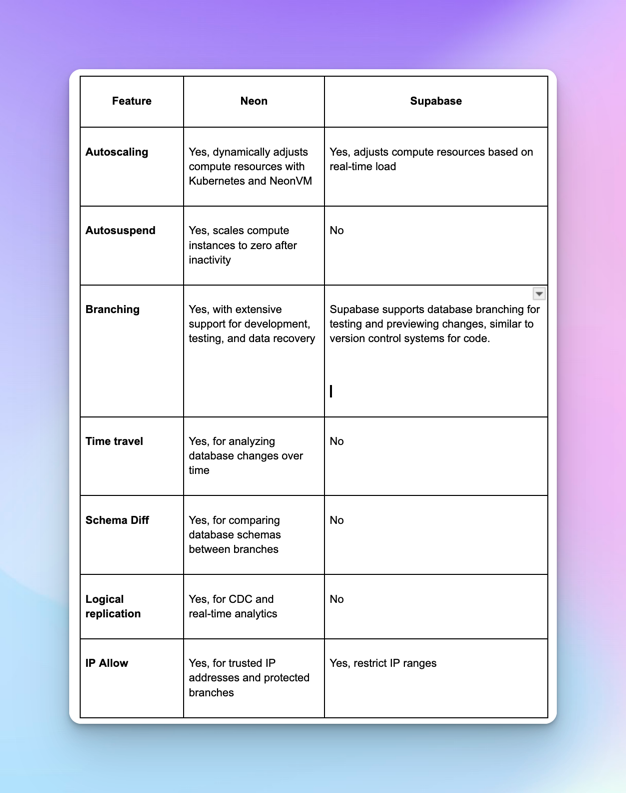 Feature Neon Supabase
Autoscaling
Yes, dynamically adjusts
compute resources with
Kubernetes and NeonVM
Yes, adjusts compute resources based on
real-time load
Autosuspend
Yes, scales compute
instances to zero after
inactivity
No
Branching
Yes, with extensive
support for development,
testing, and data recovery
Supabase supports database branching for
testing and previewing changes, similar to
version control systems for code.
Time travel
Yes, for analyzing
database changes over
time
No
Schema Diff
Yes, for comparing
database schemas
between branches
No
Logical
replication
Yes, for CDC and
real-time analytics
No
IP Allow
Yes, for trusted IP
addresses and protected
branches
Yes, restrict IP ranges